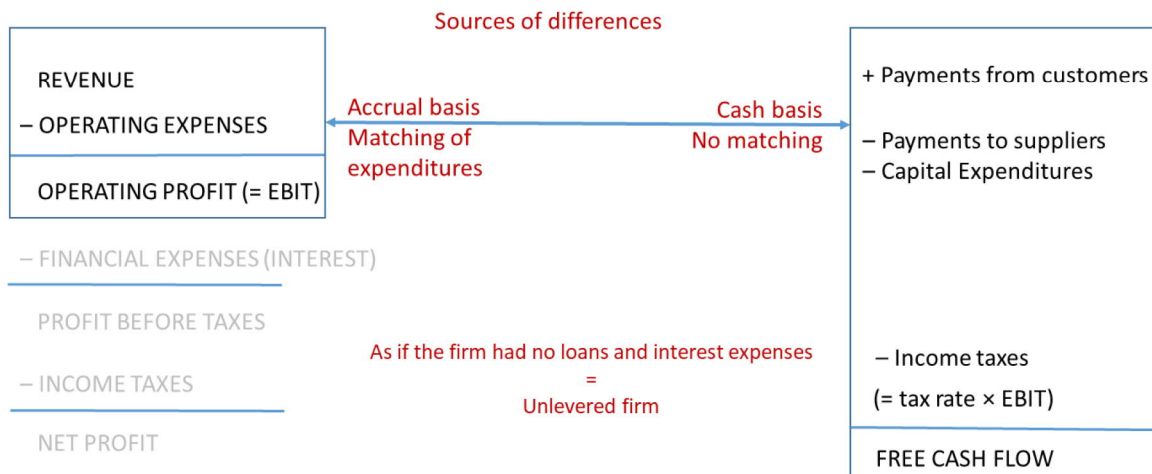 Sources of differences
REVENUE
– OPERATING EXPENSES
OPERATING PROFIT (= EBIT)
– FINANCIAL EXPENSES (INTEREST)
PROFIT BEFORE TAXES
– INCOME TAXES
NET PROFIT
Accrual basis
Matching of
expenditures
Cash basis
No matching
As if the firm had no loans and interest expenses
=
Unlevered firm
+ Payments from customers
– Payments to suppliers
– Capital Expenditures
– Income taxes
(= tax rate × EBIT)
FREE CASH FLOW